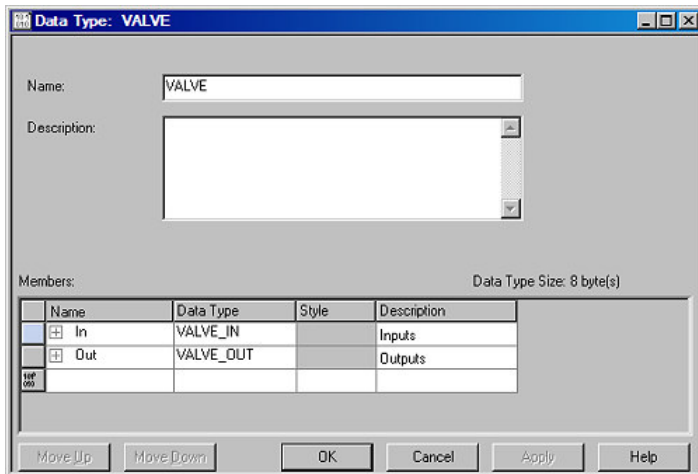 Data Type: VALVE
Name: VALVE
Description:
Members: Data Type Size: 8 byte(s)
Name Data Type Style Description
In VALVE_IN Inputs
Out VALVE_OUT Outputs
Move Up Move Down OK Cancel Apply Help